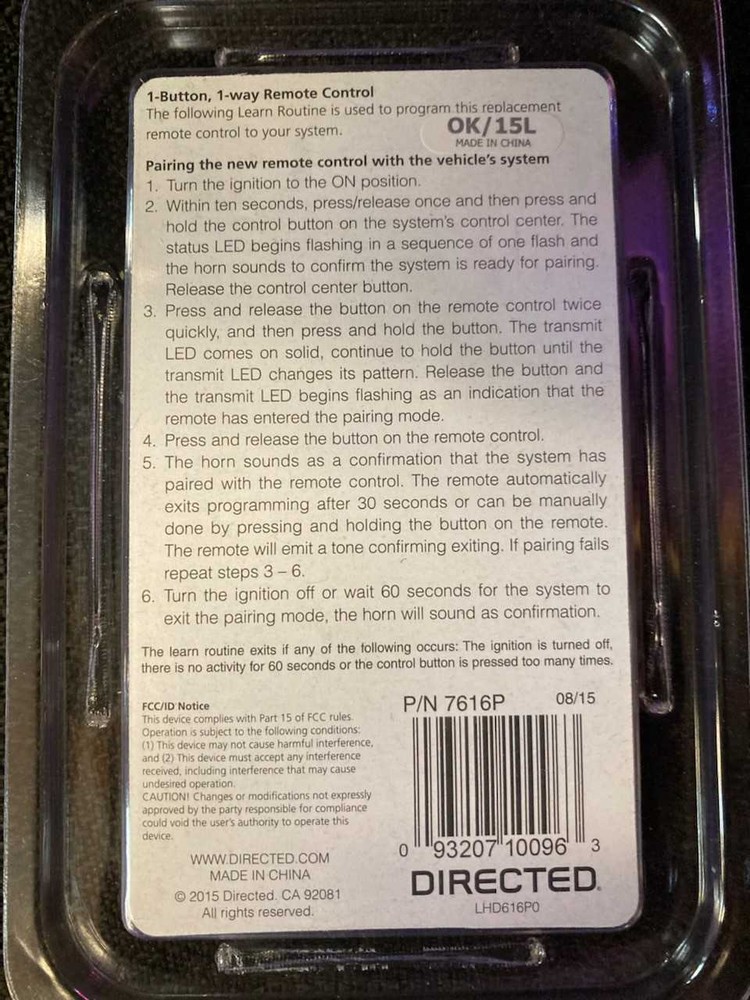 1-Button, 1-way Remote Control
The following Learn Routine is used to program this replacement
remote control to your system.
OK/15L
MADE IN CHINA
Pairing the new remote control with the vehicle's system
1. Turn the ignition to the ON position.
2. Within ten seconds, press/release once and then press and
hold the control button on the system's control center. The
status LED begins flashing in a sequence of one flash and
the horn sounds to confirm the system is ready for pairing.
Release the control center button.
3. Press and release the button on the remote control twice
quickly, and then press and hold the button. The transmit
LED comes on solid, continue to hold the button until the
transmit LED changes its pattern. Release the button and
the transmit LED begins flashing as an indication that the
remote has entered the pairing mode.
4. Press and release the button on the remote control.
5. The horn sounds as a confirmation that the system has
paired with the remote control. The remote automatically
exits programming after 30 seconds or can be manually
done by pressing and holding the button on the remote.
The remote will emit a tone confirming exiting. If pairing fails
repeat steps 3 – 6.
6. Turn the ignition off or wait 60 seconds for the system to
exit the pairing mode, the horn will sound as confirmation.
The learn routine exits if any of the following occurs: The ignition is turned off,
there is no activity for 60 seconds or the control button is pressed too many times.
FCC/ID Notice
This device complies with Part 15 of FCC rules.
Operation is subject to the following conditions:
(1) This device may not cause harmful interference,
and (2) This device must accept any interference
received, including interference that may cause
undesired operation.
CAUTION! Changes or modifications not expressly
approved by the party responsible for compliance
could void the user's authority to operate this
device.
WWW.DIRECTED.COM
MADE IN CHINA
© 2015 Directed. CA 92081
All rights reserved.
P/N 7616P 08/15
0 93207 10096 3
DIRECTED.
LHD616P0